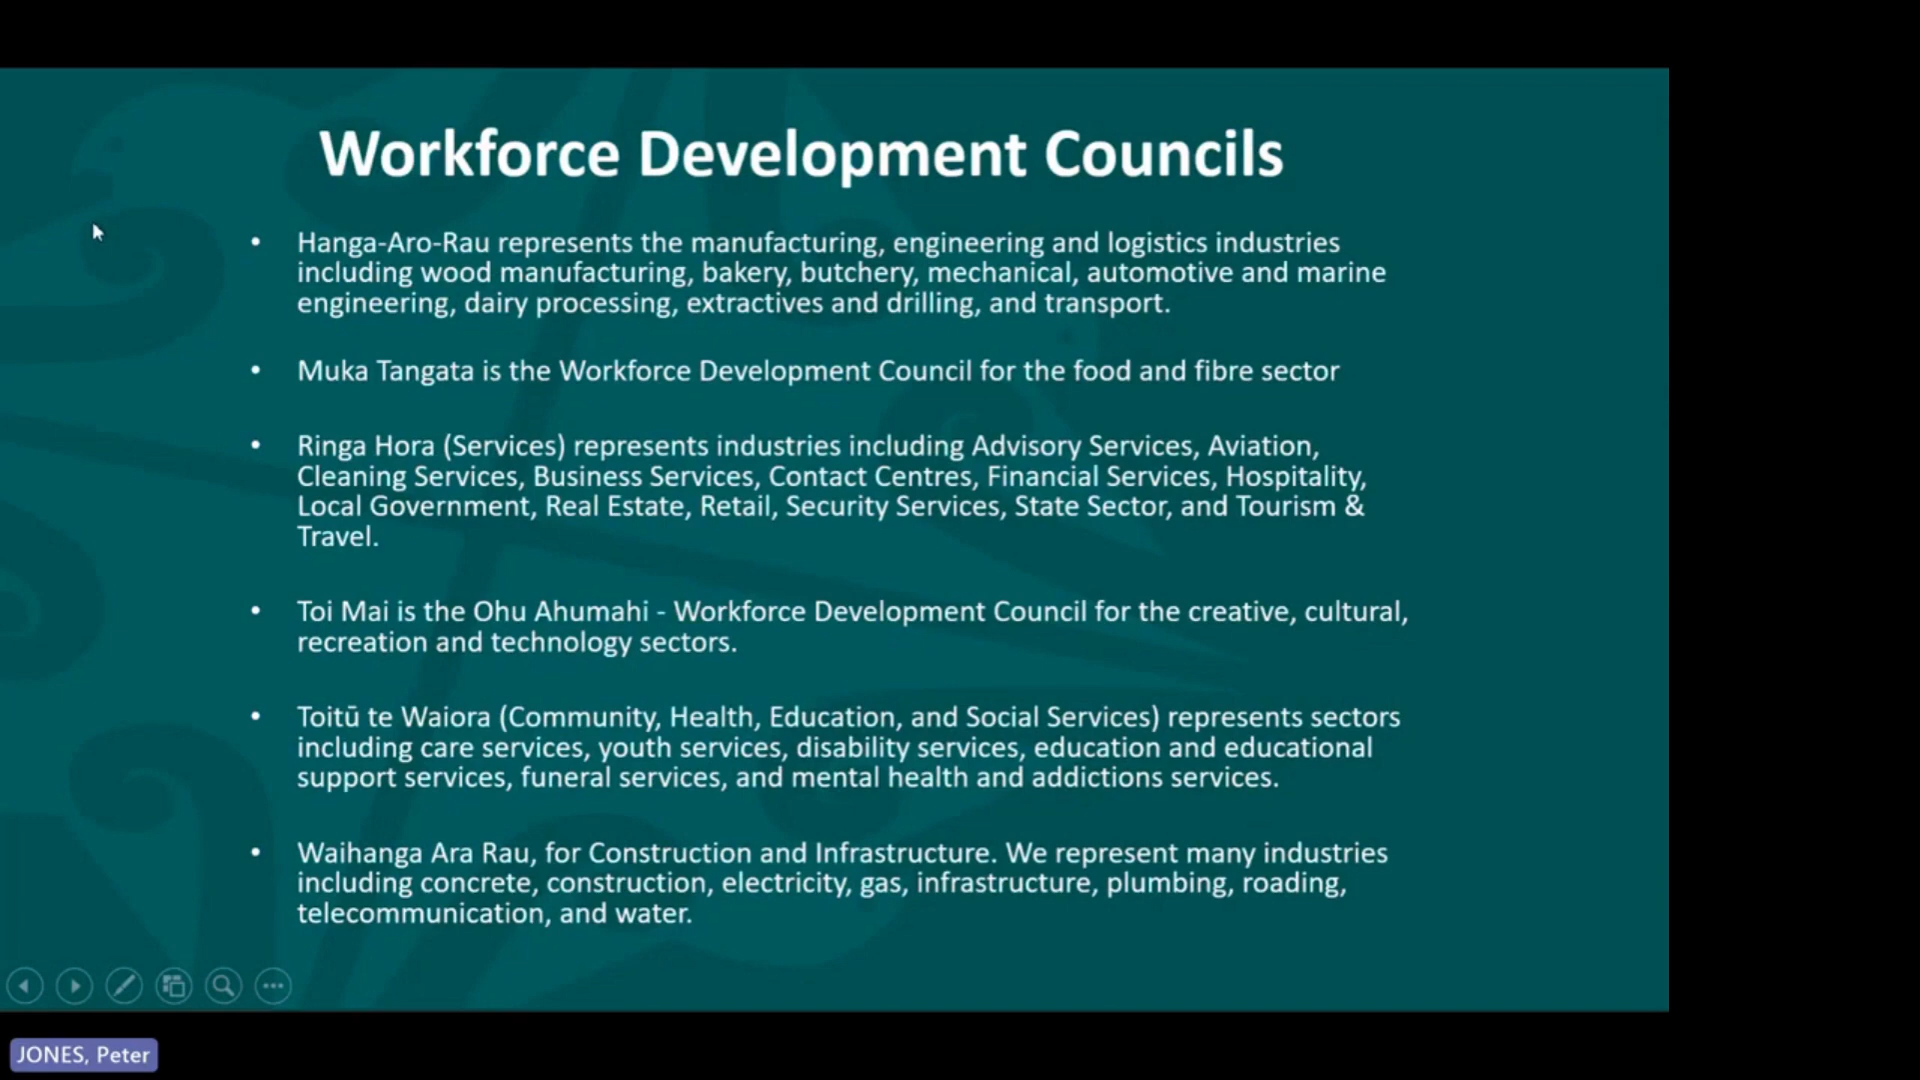 Workforce Development Councils
• Hanga-Aro-Rau represents the manufacturing, engineering and logistics industries
including wood manufacturing, bakery, butchery, mechanical, automotive and marine
engineering, dairy processing, extractives and drilling, and transport.
• Muka Tangata is the Workforce Development Council for the food and fibre sector
• Ringa Hora (Services) represents industries including Advisory Services, Aviation,
Cleaning Services, Business Services, Contact Centres, Financial Services, Hospitality,
Local Government, Real Estate, Retail, Security Services, State Sector, and Tourism &
Travel.
• Toi Mai is the Ohu Ahumahi - Workforce Development Council for the creative, cultural,
recreation and technology sectors.
• Toitū te Waiora (Community, Health, Education, and Social Services) represents sectors
including care services, youth services, disability services, education and educational
support services, funeral services, and mental health and addictions services.
• Waihanga Ara Rau, for Construction and Infrastructure. We represent many industries
including concrete, construction, electricity, gas, infrastructure, plumbing, roading,
telecommunication, and water.
JONES, Peter